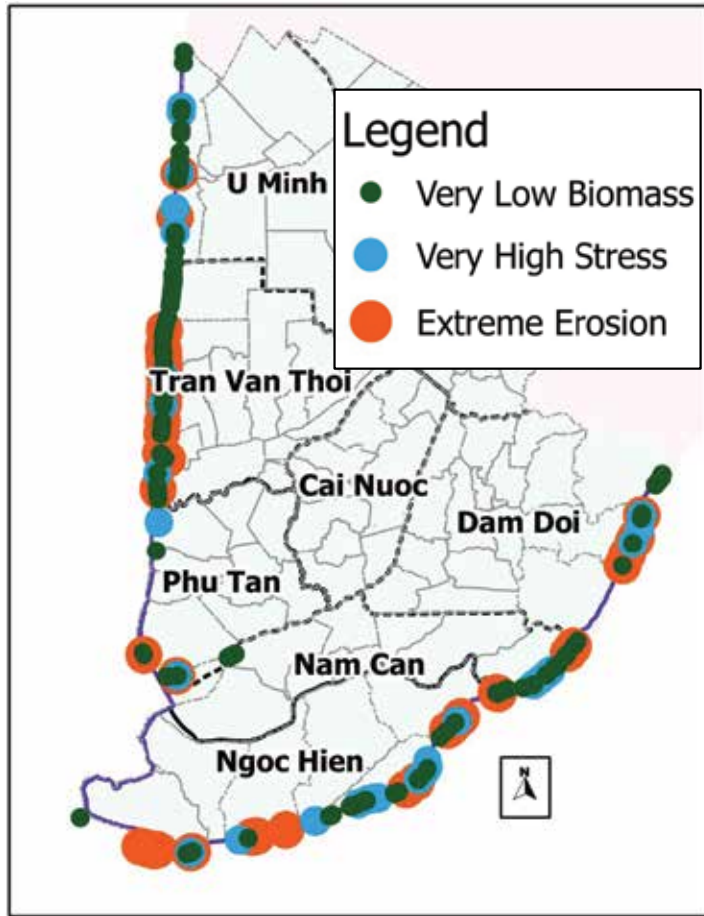 Legend
Very Low Biomass
Very High Stress
Extreme Erosion
U Minh
Tran Van Thoi
Cai Nuoc
Dam Doi
Phu Tan
Nam Can
Ngoc Hien
N